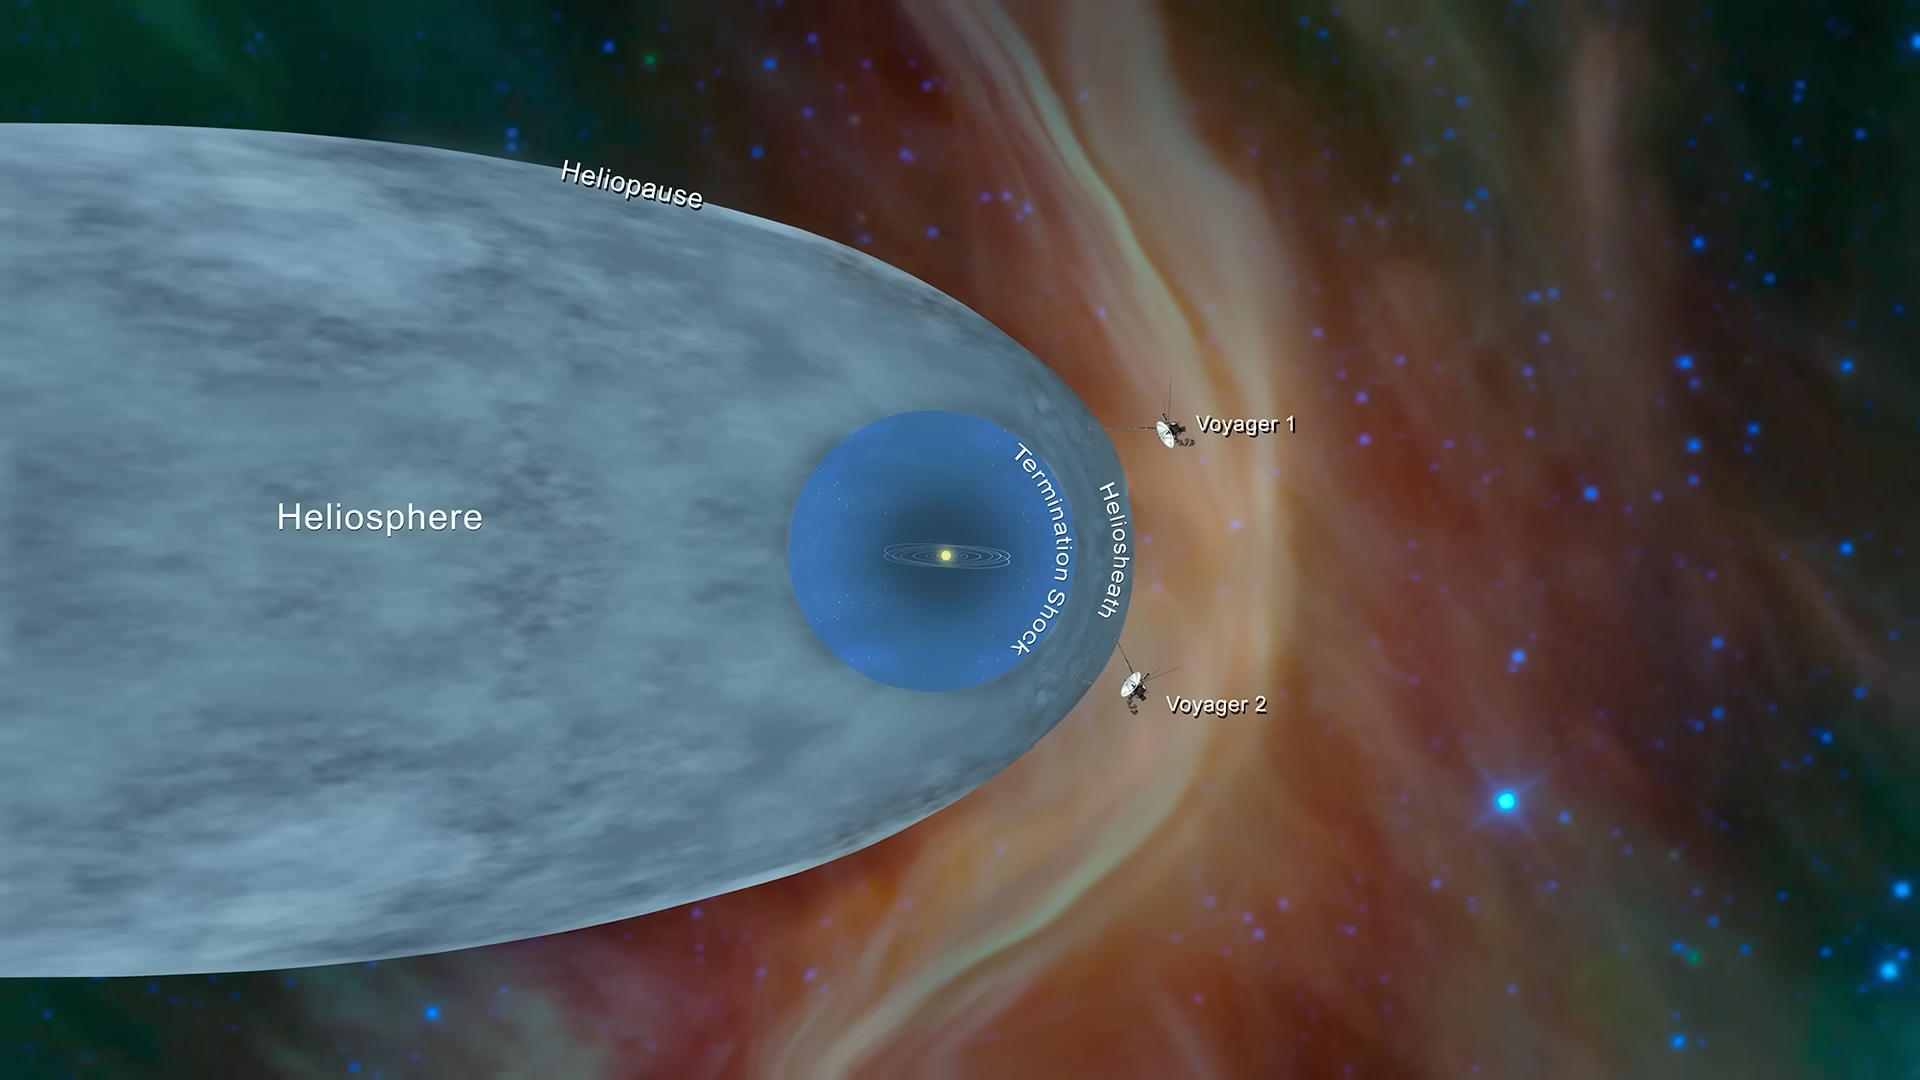 Heliopause
Voyager 1
Termination Shock
Heliosheath
Heliosphere
Voyager 2